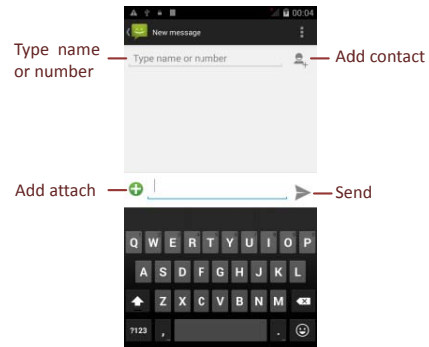 00:04
New message
Type name
or number
Type name or number
Add contact
Add attach
Send
Q W E R T Y U I O P
A S D F G H J K L
Z X C V B N M
?123 , .